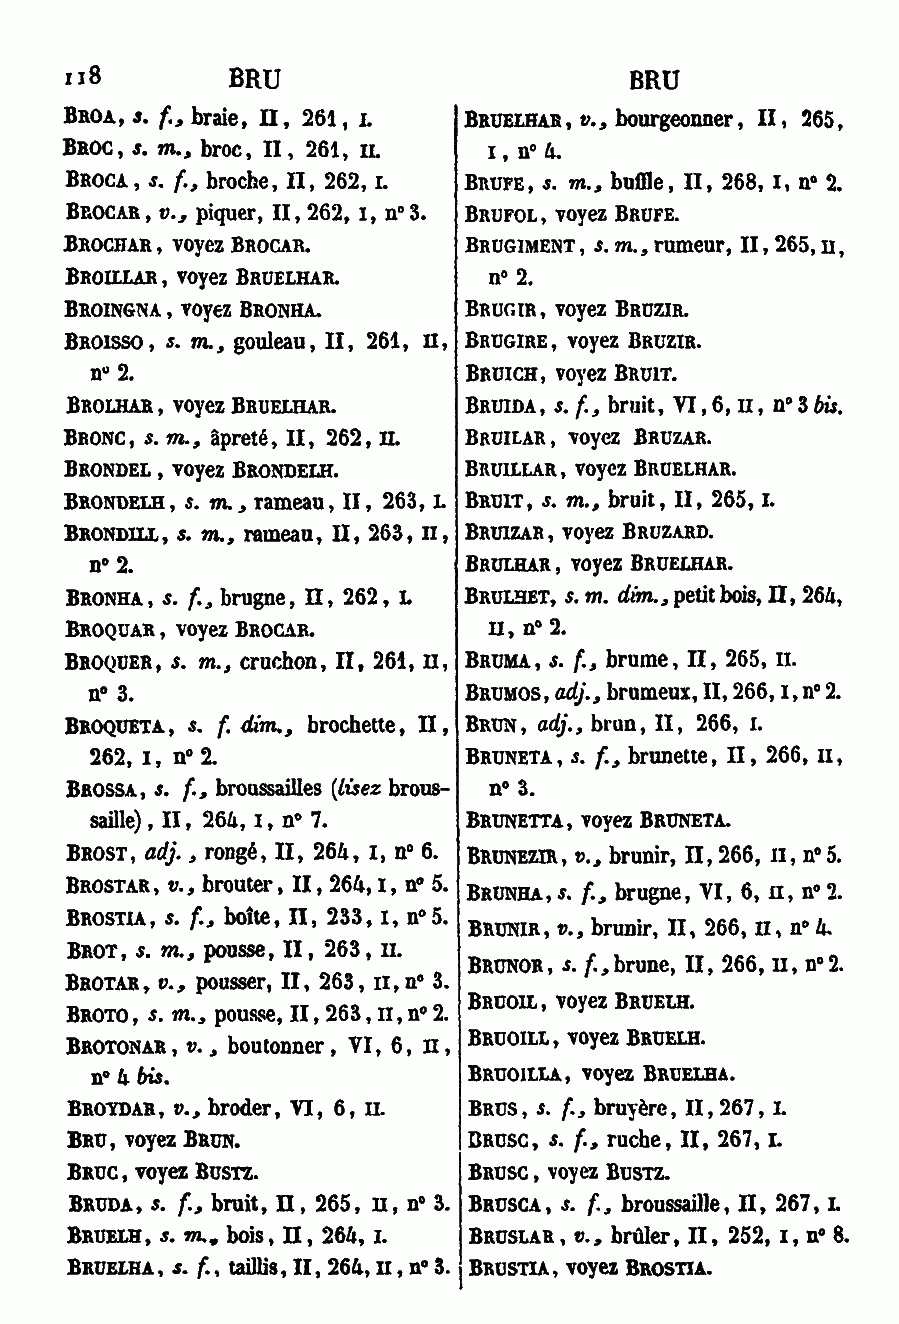 118 BRU BRU
BROA, s. f., braie, II, 261, I.
BROC, s. m., broc, II, 261, II.
BROCA, s. f., broche, II, 262, I.
BROCAR, v., piquer, II, 262, I, n° 3.
BROCHAR, voyez BROCAR.
BROILLAR, voyez BRUELHAR.
BROINGNA, voyez BRONHA.
BROISSO, s. m., gouleau, II, 261, II,
n° 2.
BROLHAR, voyez BRUELHAR.
BRONC, s. m., âpreté, II, 262, II.
BRONDEL, voyez BRONDELH.
BRONDELH, s. m., rameau, II, 263, I.
BRONDILL, s. m., rameau, II, 263, II,
n° 2.
BRONHA, s. f., brugne, II, 262, I.
BROQUAR, voyez BROCAR.
BROQUER, s. m., cruchon, II, 261, II,
n° 3.
BROQUETA, s. f. dim., brochette, II,
262, I, n° 2.
BROSSA, s. f., broussailles (lisez brous-
saille), II, 264, I, n° 7.
BROST, adj., rongé, II, 264, I, n° 6.
BROSTAR, v., brouter, II, 264, I, n° 5.
BROSTIA, s. f., boîte, II, 233, I, n° 5.
BROT, s. m., pousse, II, 263, II.
BROTAR, v., pousser, II, 263, II, n° 3.
BROTO, s. m., pousse, II, 263, II, n° 2.
BROTONAR, v., boutonner, VI, 6, II,
n° 4 bis.
BROYDAR, v., broder, VI, 6, II.
BRU, voyez BRUN.
BRUC, voyez BUSTZ.
BRUDA, s. f., bruit, II, 265, II, n° 3.
BRUELH, s. m., bois, II, 264, I.
BRUELHA, s. f., taillis, II, 264, II, n° 3.
BRUELHAR, v., bourgeonner, II, 265,
I, n° 4.
BRUFE, s. m., buffle, II, 268, I, n° 2.
BRUFOL, voyez BRUFE.
BRUGIMENT, s. m., rumeur, II, 265, II,
n° 2.
BRUGIR, voyez BRUZIR.
BRUGIRE, voyez BRUZIR.
BRUICH, voyez BRUIT.
BRUIDA, s. f., bruit, VI, 6, II, n° 3 bis.
BRUILAR, voyez BRUZAR.
BRUILLAR, voyez BRUELHAR.
BRUIT, s. m., bruit, II, 265, I.
BRUIZAR, voyez BRUZARD.
BRULHAR, voyez BRUELHAR.
BRULHET, s. m. dim., petit bois, II, 264,
II, n° 2.
BRUMA, s. f., brume, II, 265, II.
BRUMOS, adj., brumeux, II, 266, I, n° 2.
BRUN, adj., brun, II, 266, I.
BRUNETA, s. f., brunette, II, 266, II,
n° 3.
BRUNETTA, voyez BRUNETA.
BRUNEZIR, v., brunir, II, 266, II, n° 5.
BRUNHA, s. f., brugne, VI, 6, II, n° 2.
BRUNIR, v., brunir, II, 266, II, n° 4.
BRUNOR, s. f., brune, II, 266, II, n° 2.
BRUOIL, voyez BRUELH.
BRUOILL, voyez BRUELH.
BRUOILLA, voyez BRUELHA.
BRUS, s. f., bruyère, II, 267, I.
BRUSC, s. f., ruche, II, 267, I.
BRUSC, voyez BUSTZ.
BRUSCA, s. f., broussaille, II, 267, I.
BRUSLAR, v., brûler, II, 252, I, n° 8.
BRUSTIA, voyez BROSTIA.